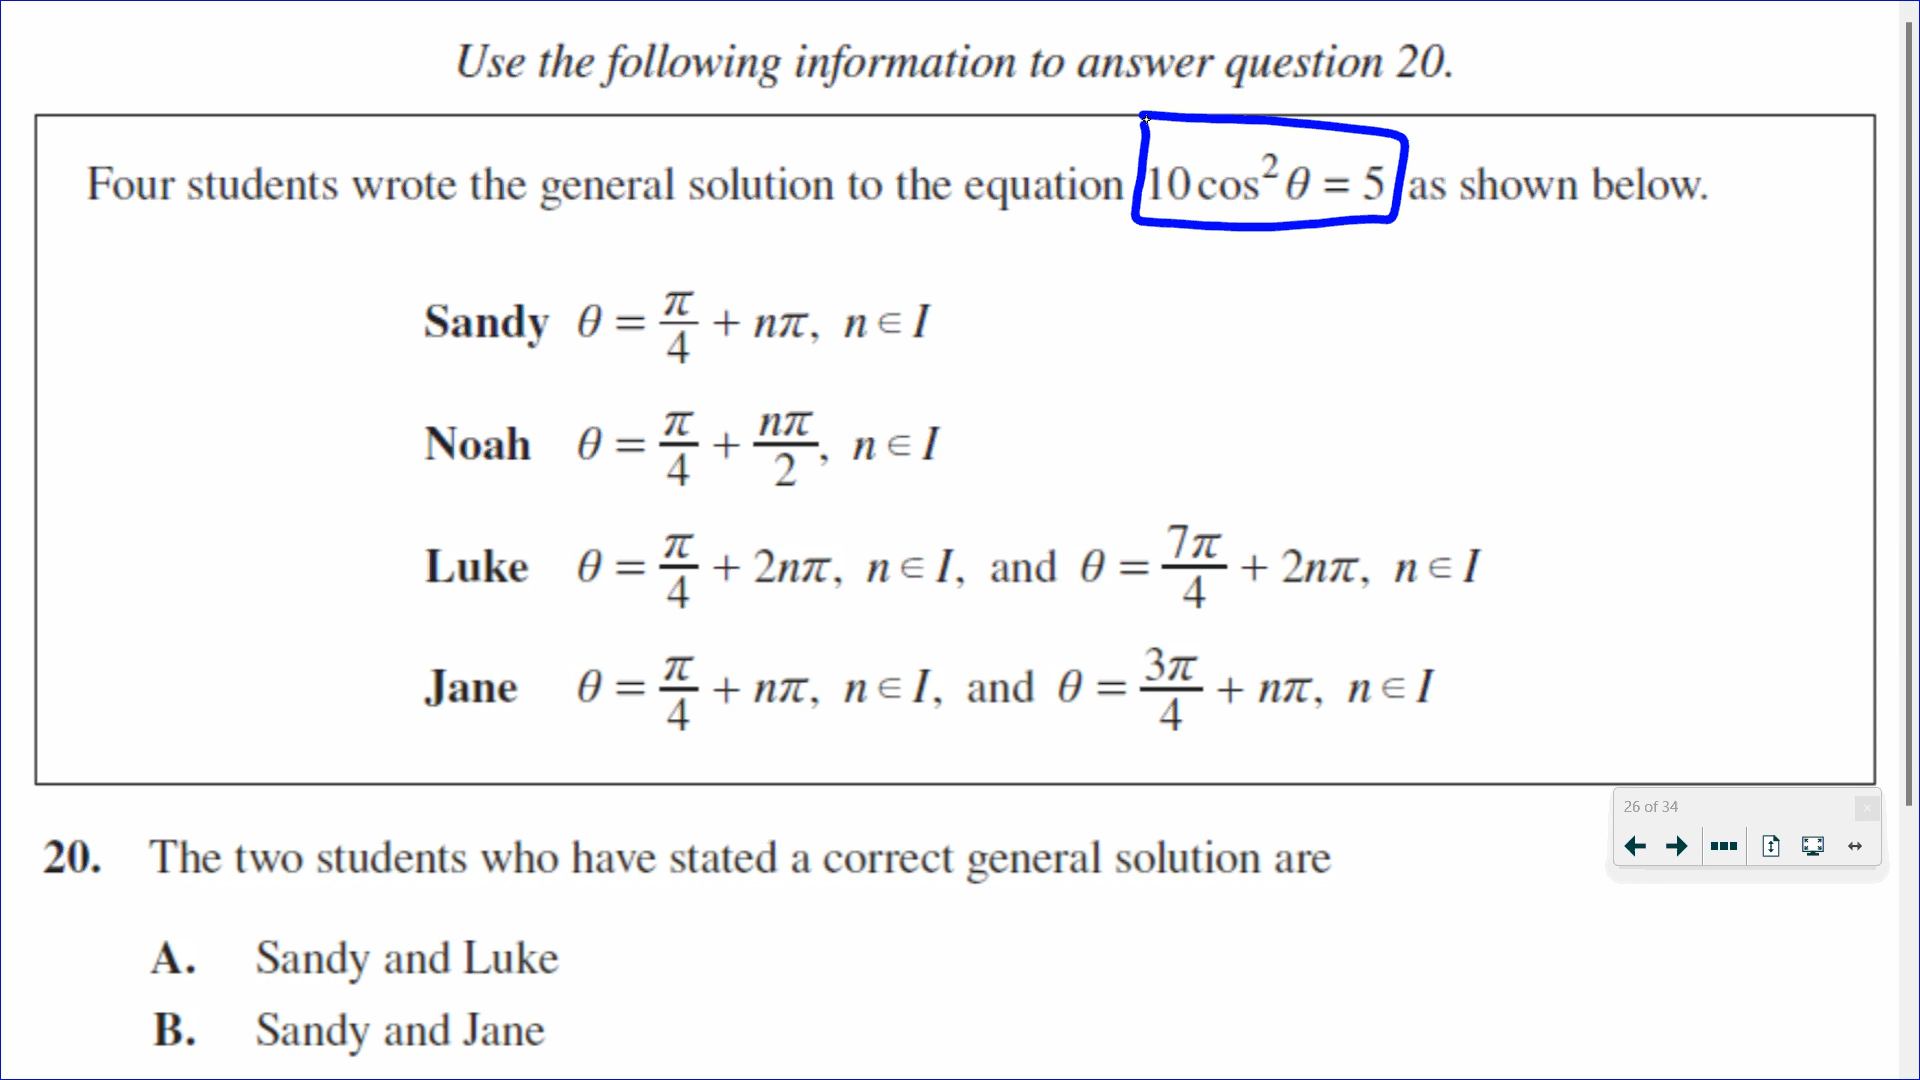 Use the following information to answer question 20.
Four students wrote the general solution to the equation 10 cos² θ = 5 as shown below.
Sandy θ = π/4 + nπ, n ∈ I
Noah θ = π/4 + nπ/2, n ∈ I
Luke θ = π/4 + 2nπ, n ∈ I, and θ = 7π/4 + 2nπ, n ∈ I
Jane θ = π/4 + nπ, n ∈ I, and θ = 3π/4 + nπ, n ∈ I
26 of 34
20. The two students who have stated a correct general solution are
A. Sandy and Luke
B. Sandy and Jane